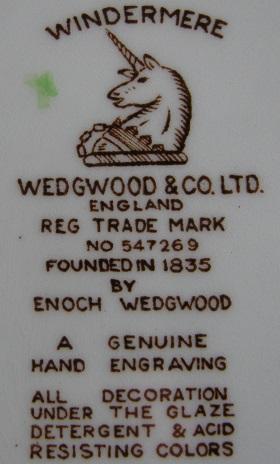 WINDERMERE
WEDGWOOD & CO. LTD.
ENGLAND
REG TRADE MARK
NO 547269
FOUNDED IN 1835
BY
ENOCH WEDGWOOD
A GENUINE
HAND ENGRAVING
ALL DECORATION
UNDER THE GLAZE
DETERGENT & ACID
RESISTING COLORS